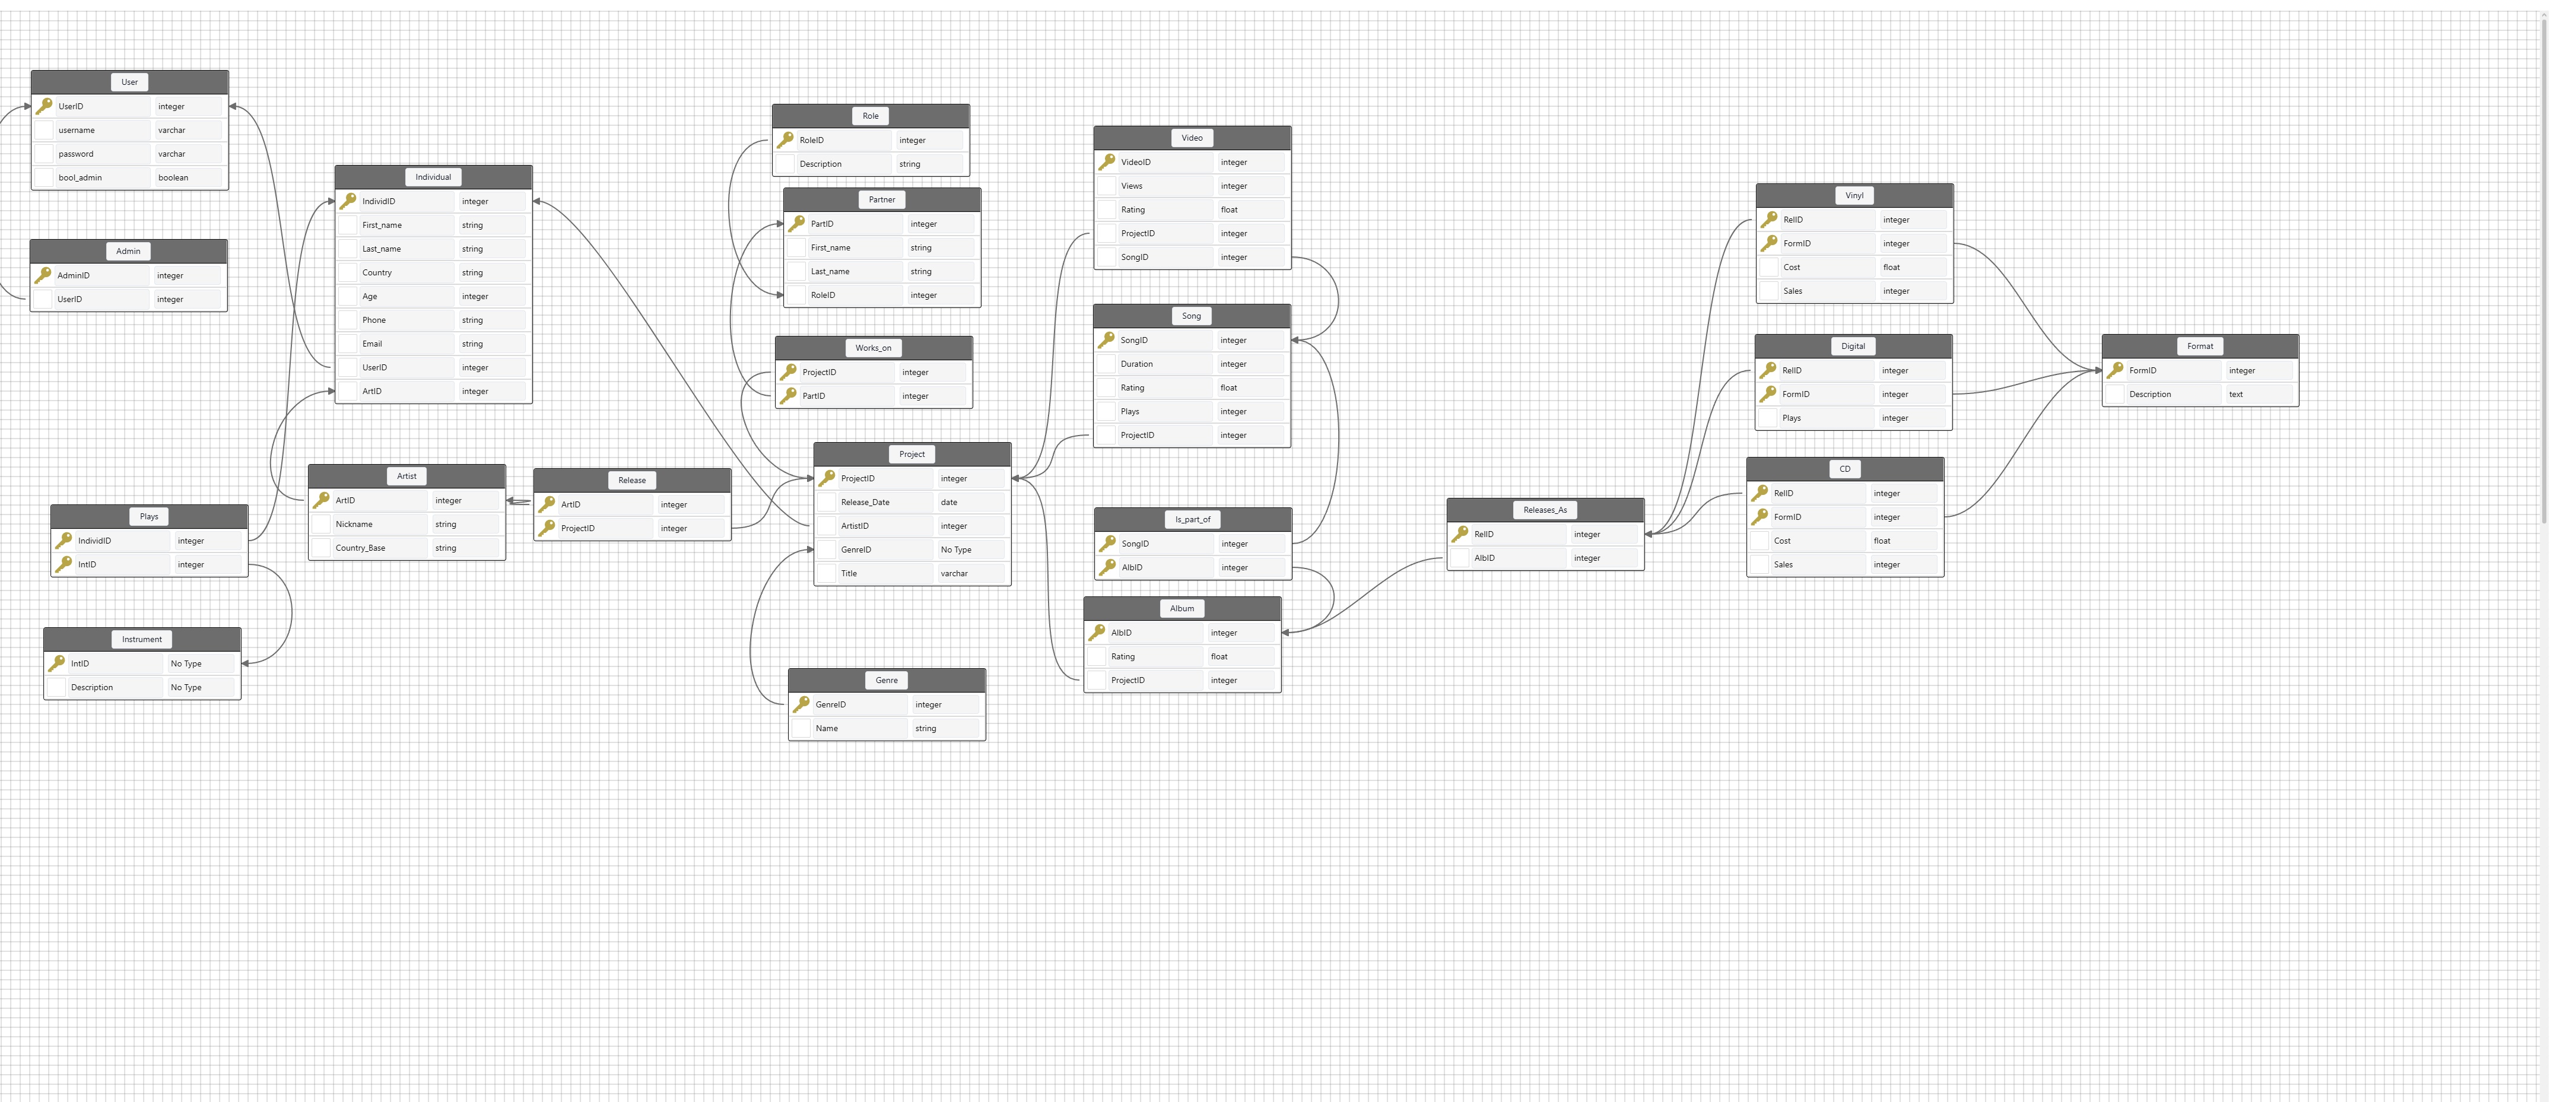 User
UserID integer
username varchar
password varchar
bool_admin boolean
Admin
AdminID integer
UserID integer
Individual
IndividID integer
First_name string
Last_name string
Country string
Age integer
Phone string
Email string
UserID integer
ArtID integer
Plays
IndividID integer
IntID integer
Instrument
IntID No Type
Description No Type
Artist
ArtID integer
Nickname string
Country_Base string
Release
ArtID integer
ProjectID integer
Role
RoleID integer
Description string
Partner
PartID integer
First_name string
Last_name string
RoleID integer
Works_on
ProjectID integer
PartID integer
Project
ProjectID integer
Release_Date date
ArtistID integer
GenreID No Type
Title varchar
Genre
GenreID integer
Name string
Video
VideoID integer
Views integer
Rating float
ProjectID integer
SongID integer
Song
SongID integer
Duration integer
Rating float
Plays integer
ProjectID integer
Is_part_of
SongID integer
AlbID integer
Album
AlbID integer
Rating float
ProjectID integer
Releases_As
RelID integer
AlbID integer
Vinyl
RelID integer
FormID integer
Cost float
Sales integer
Digital
RelID integer
FormID integer
Plays integer
CD
RelID integer
FormID integer
Cost float
Sales integer
Format
FormID integer
Description text